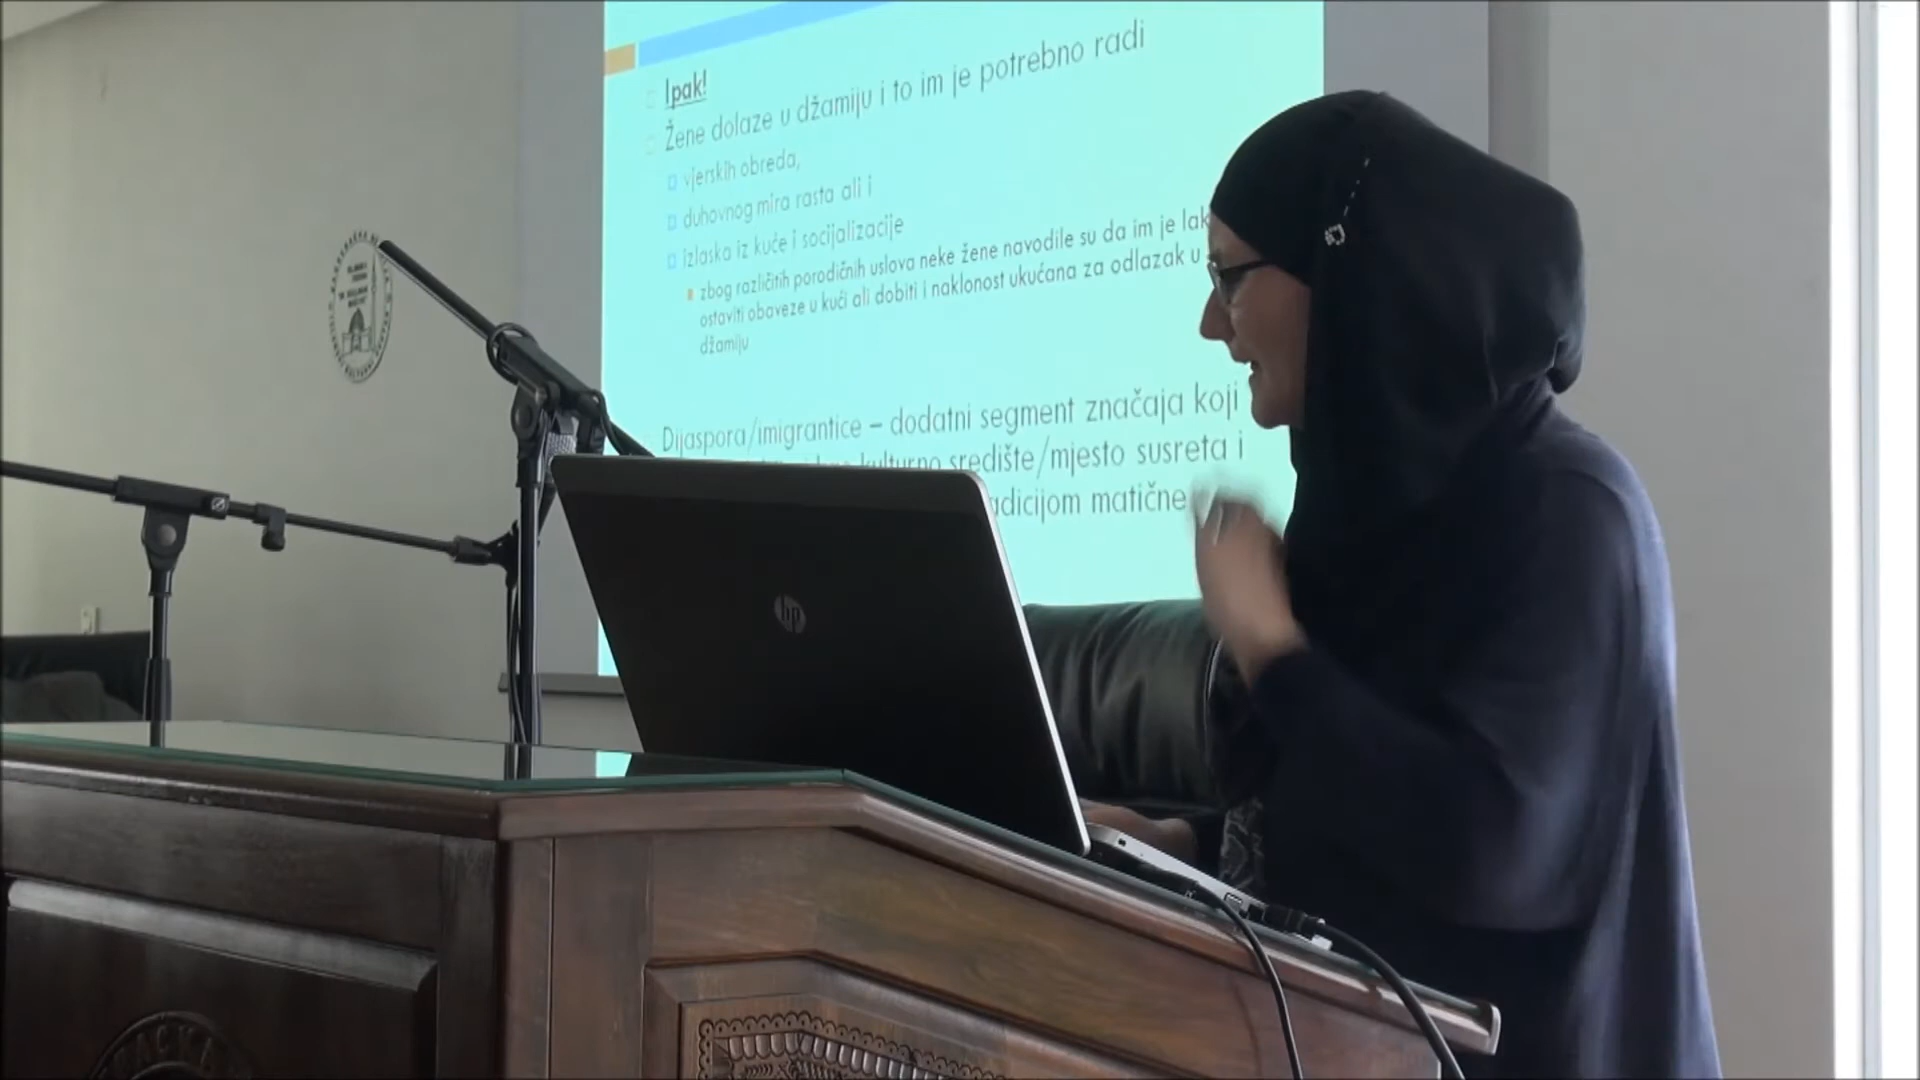 Ipak!
Žene dolaze u džamiju i to im je potrebno radi
vjerskih obreda,
duhovnog mira rasta ali i
izlaska iz kuće i socijalizacije
zbog različitih porodičnih uslova neke žene navodile su da im je
ostaviti obaveze u kući ali dobiti i naklonost ukućana za odlazak u
džamiju
Dijaspora/imigrantice – dodatni segment značaja koji
kulturno središte/mjesto susreta i
matične
hp